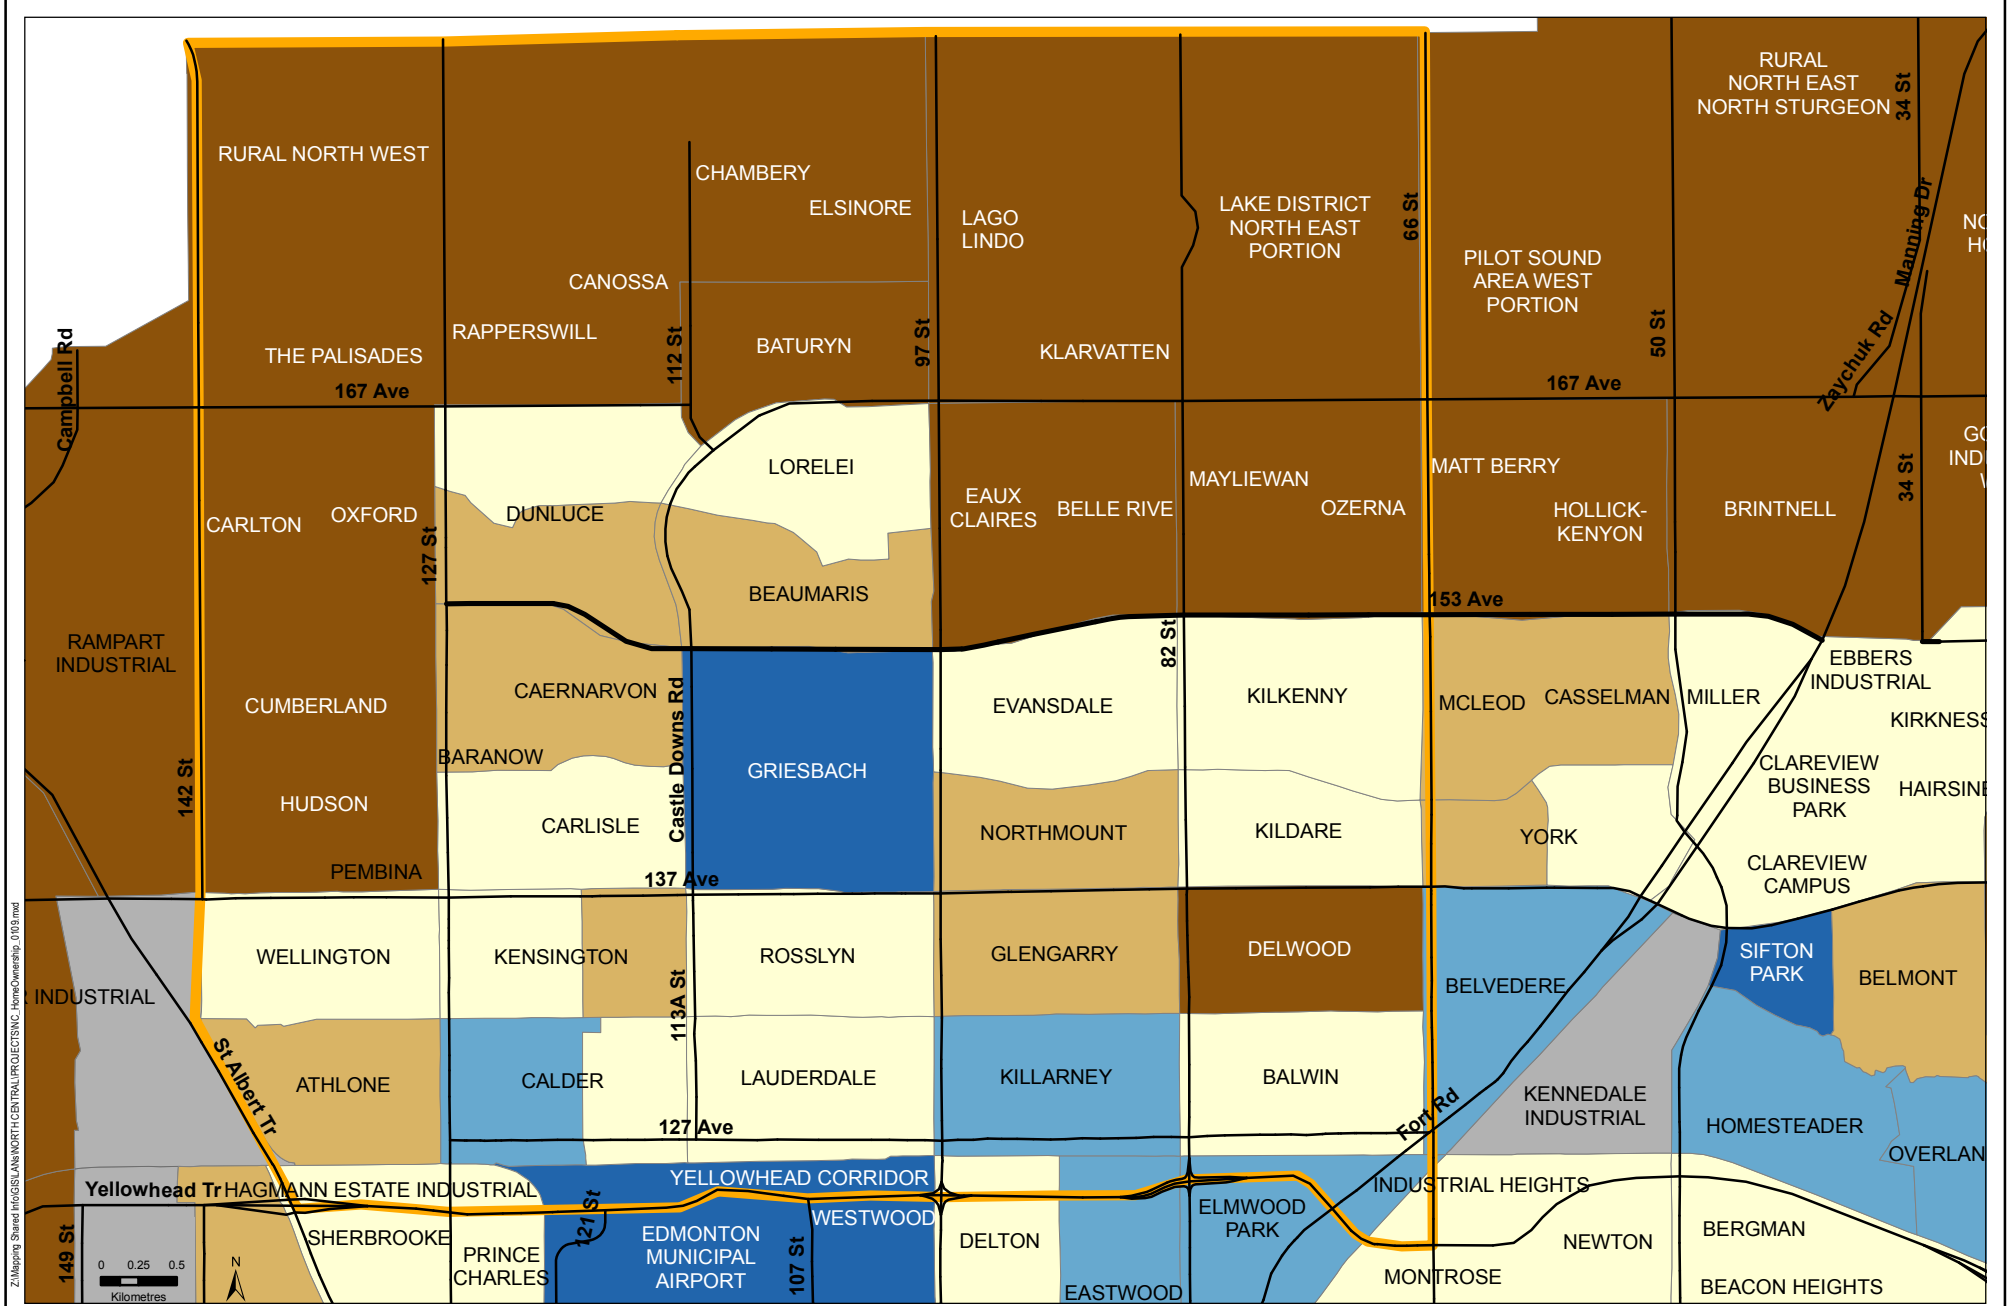 RURAL
NORTH EAST
NORTH STURGEON
34 St
RURAL NORTH WEST
CHAMBERY
ELSINORE
LAGO
LINDO
LAKE DISTRICT
NORTH EAST
PORTION
66 St
Manning Dr
PILOT SOUND
AREA WEST
PORTION
CANOSSA
RAPPERSWILL
THE PALISADES
112 St
BATURYN
97 St
KLARVATTEN
50 St
Zaychuk Rd
Campbell Rd
167 Ave
167 Ave
LORELEI
CARLTON
OXFORD
127 St
DUNLUCE
EAUX
CLAIRES
BELLE RIVE
MAYLIEWAN
OZERNA
MATT BERRY
HOLLICK-
KENYON
BRINTNELL
34 St
BEAUMARIS
153 Ave
RAMPART
INDUSTRIAL
CUMBERLAND
CAERNARVON
BARANOW
Castle Downs Rd
GRIESBACH
EVANSDALE
82 St
KILKENNY
MCLEOD
CASSELMAN
MILLER
EBBERS
INDUSTRIAL
KIRKNESS
142 St
HUDSON
PEMBINA
CARLISLE
NORTHMOUNT
KILDARE
YORK
CLAREVIEW
BUSINESS
PARK
HAIRSINE
CLAREVIEW
CAMPUS
137 Ave
WELLINGTON
KENSINGTON
ROSSLYN
GLENGARRY
DELWOOD
BELVEDERE
SIFTON
PARK
BELMONT
INDUSTRIAL
113A St
St Albert Tr
ATHLONE
CALDER
LAUDERDALE
KILLARNEY
BALWIN
Fort Rd
KENNEDALE
INDUSTRIAL
HOMESTEADER
OVERLAN
127 Ave
Yellowhead Tr
HAGMANN ESTATE INDUSTRIAL
YELLOWHEAD CORRIDOR
INDUSTRIAL HEIGHTS
SHERBROOKE
PRINCE
CHARLES
121 St
EDMONTON
MUNICIPAL
AIRPORT
107 St
WESTWOOD
DELTON
EASTWOOD
ELMWOOD
PARK
MONTROSE
NEWTON
BERGMAN
BEACON HEIGHTS
149 St
0 0.25 0.5
Kilometres
N